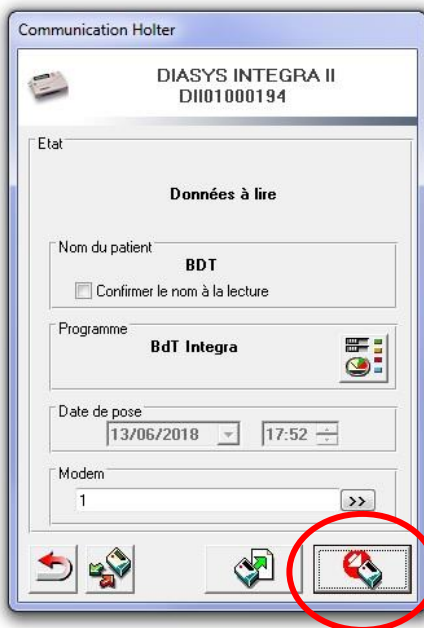 Communication Holter
DIASYS INTEGRA II
DII01000194
Etat
Données à lire
Nom du patient
BDT
Confirmer le nom à la lecture
Programme
BdT Integra
Date de pose
13/06/2018 17:52
Modem
1 >>